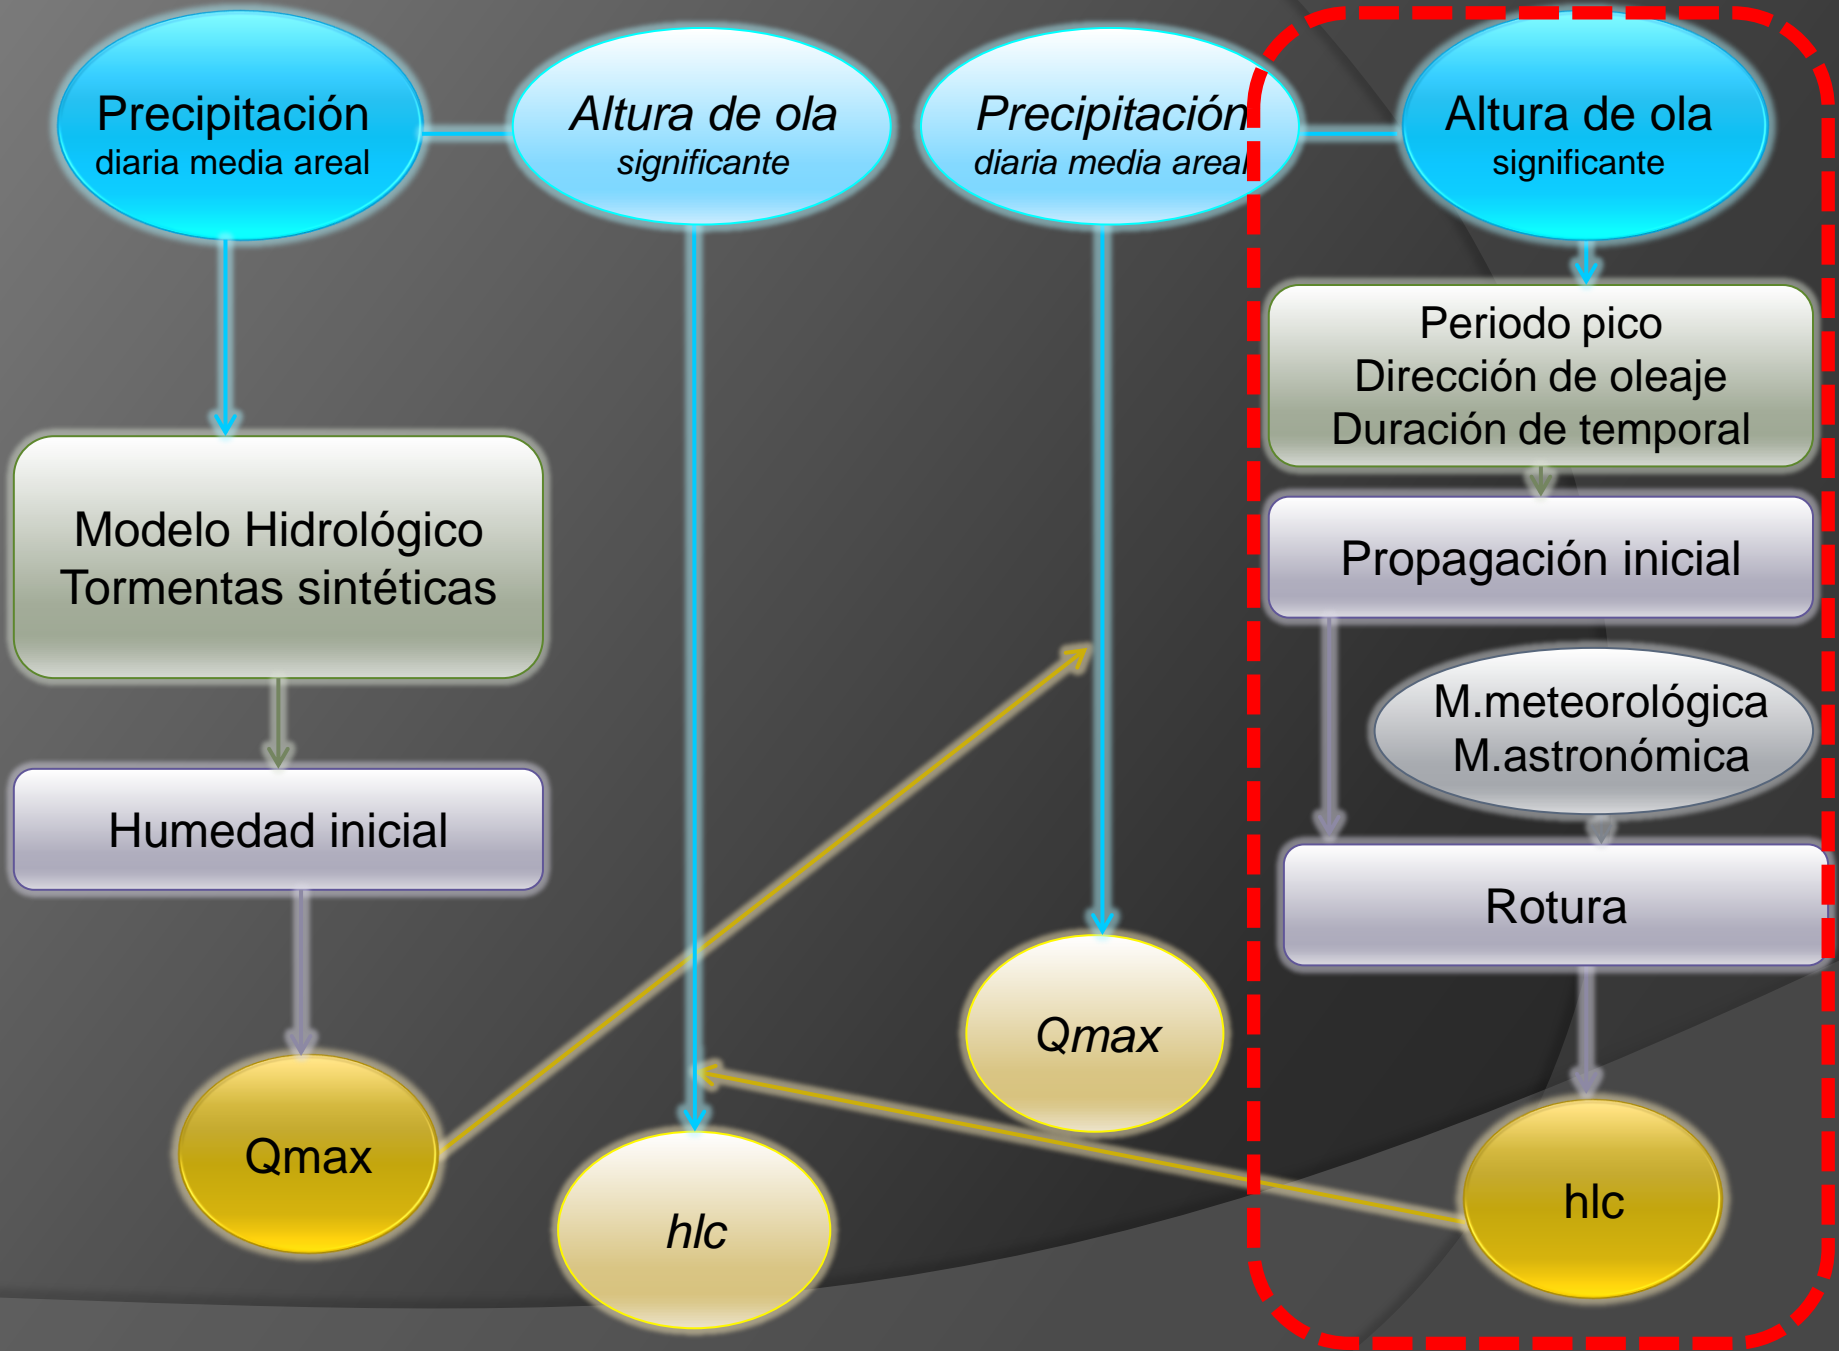 Precipitación
diaria media areal
Altura de ola
significante
Precipitación
diaria media areal
Altura de ola
significante
Periodo pico
Dirección de oleaje
Duración de temporal
Modelo Hidrológico
Tormentas sintéticas
Propagación inicial
M.meteorológica
M.astronómica
Humedad inicial
Rotura
Qmax
Qmax
hlc
hlc